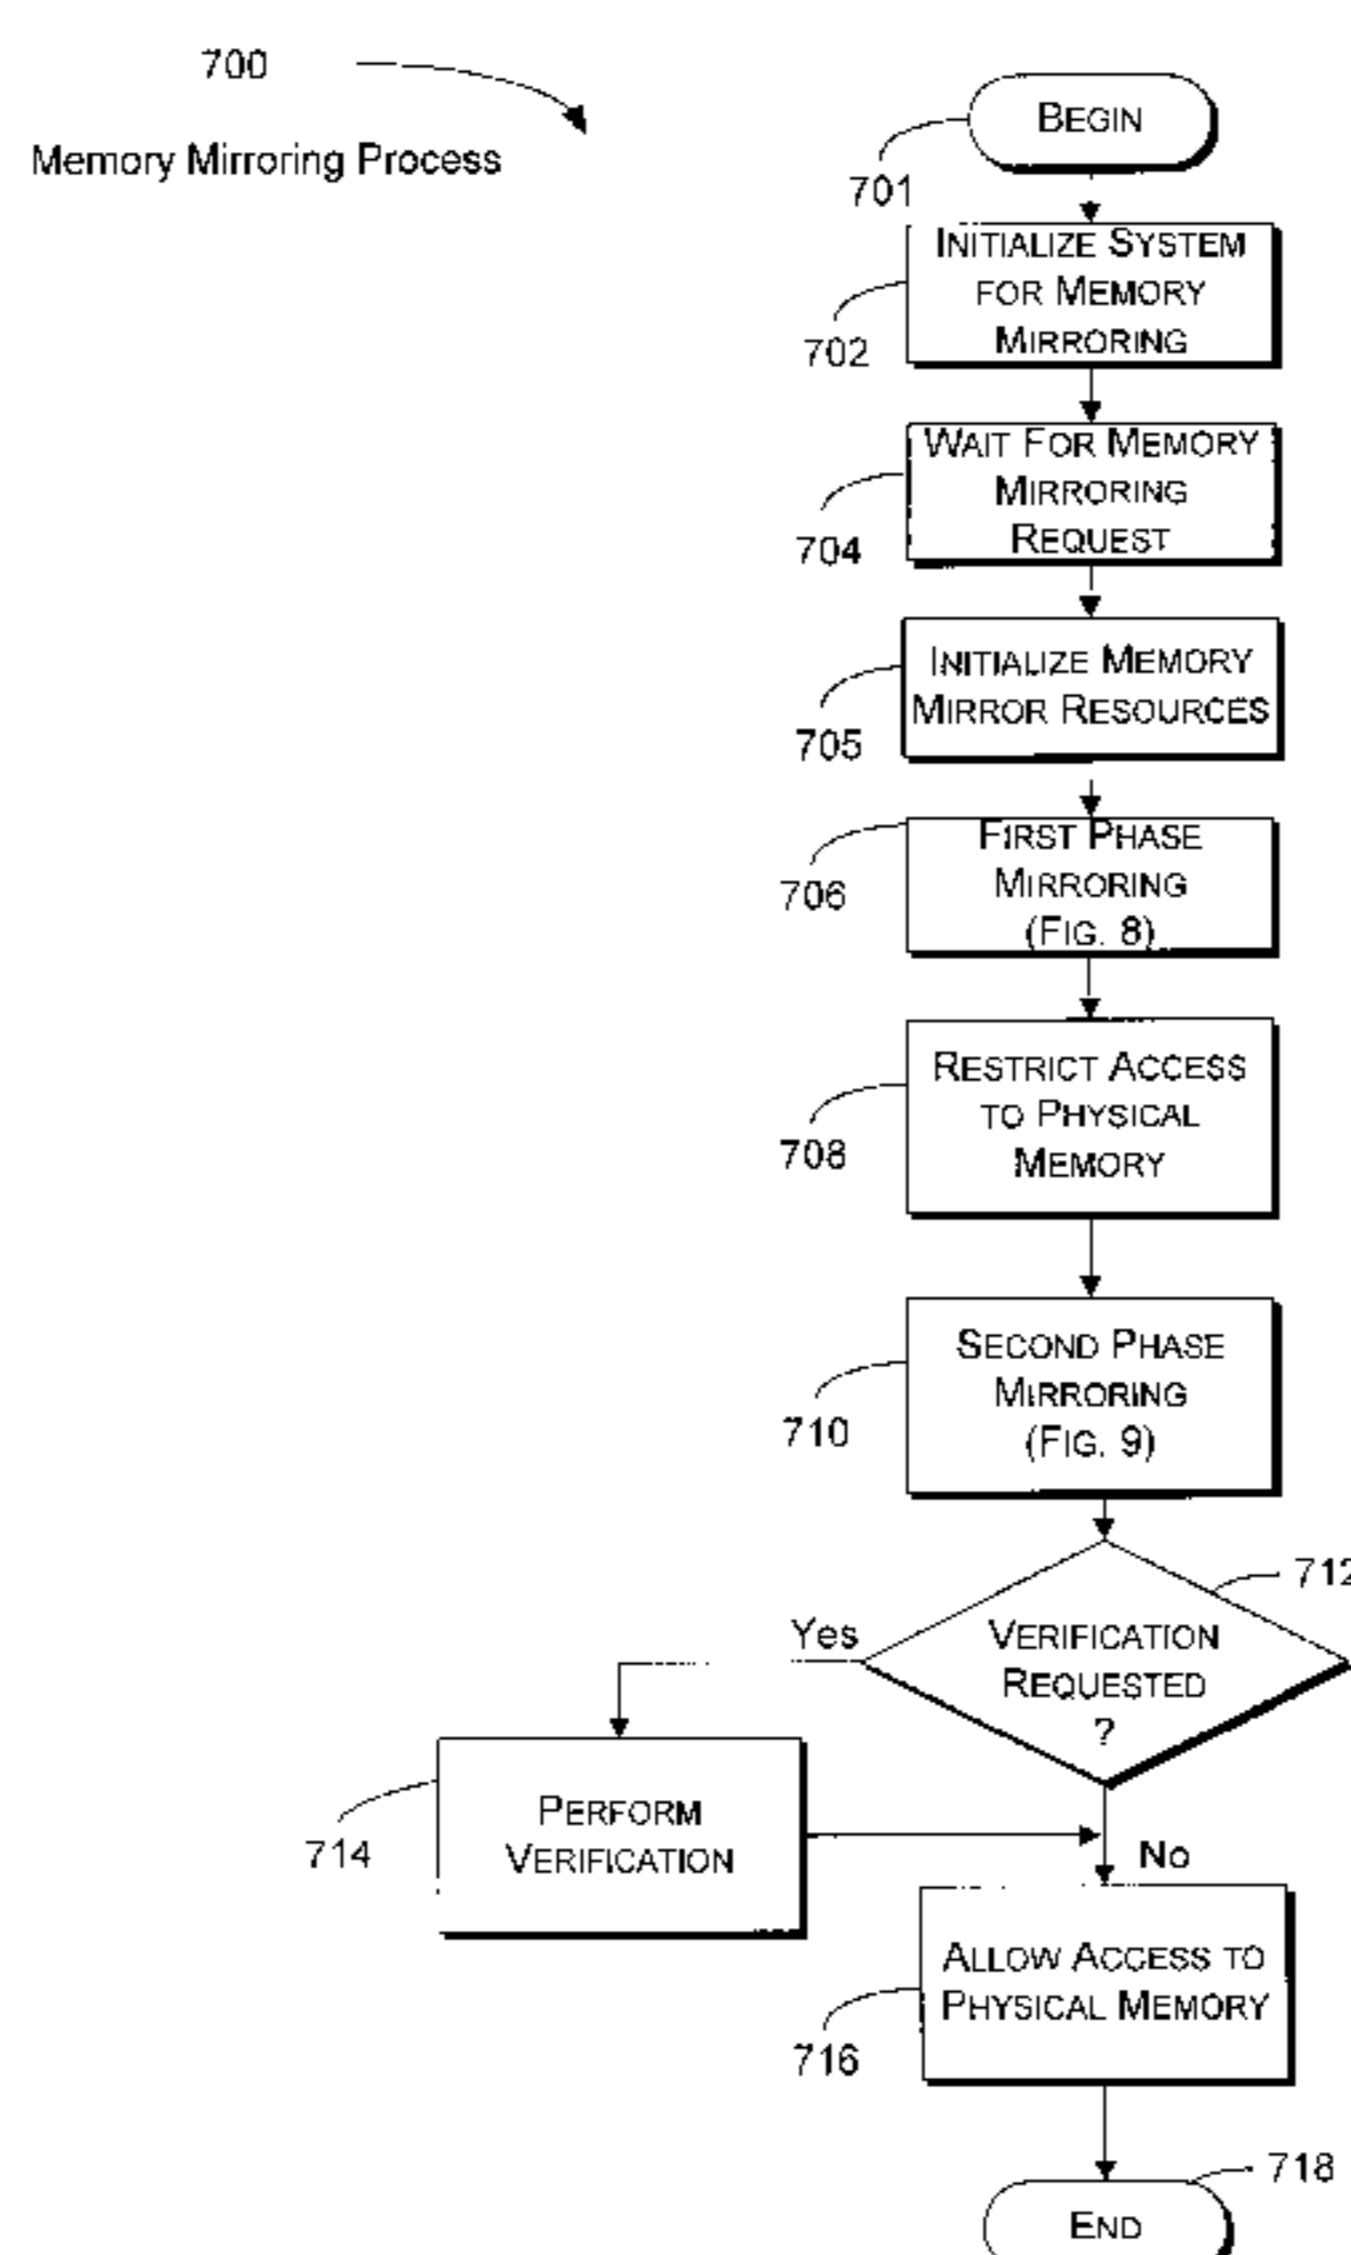 700
Memory Mirroring Process
BEGIN
701
INITIALIZE SYSTEM
FOR MEMORY
MIRRORING
702
WAIT FOR MEMORY
MIRRORING
REQUEST
704
INITIALIZE MEMORY
MIRROR RESOURCES
705
FIRST PHASE
MIRRORING
(FIG. 8)
706
RESTRICT ACCESS
TO PHYSICAL
MEMORY
708
SECOND PHASE
MIRRORING
(FIG. 9)
710
712
Yes
VERIFICATION
REQUESTED
?
PERFORM
VERIFICATION
714
No
ALLOW ACCESS TO
PHYSICAL MEMORY
716
718
END